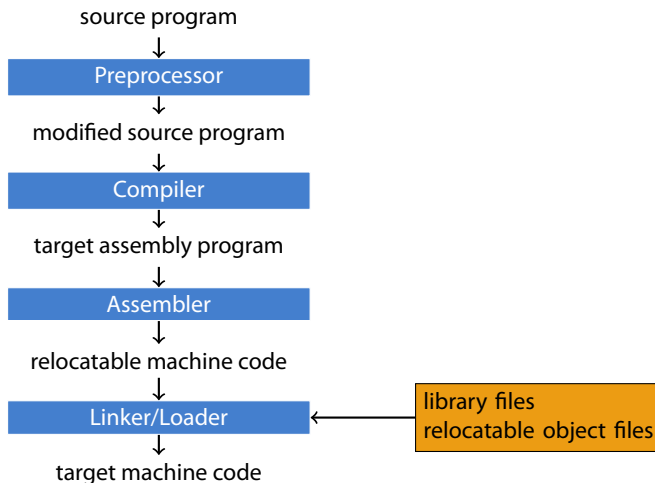 source program
Preprocessor
modified source program
Compiler
target assembly program
Assembler
relocatable machine code
Linker/Loader
library files
relocatable object files
target machine code